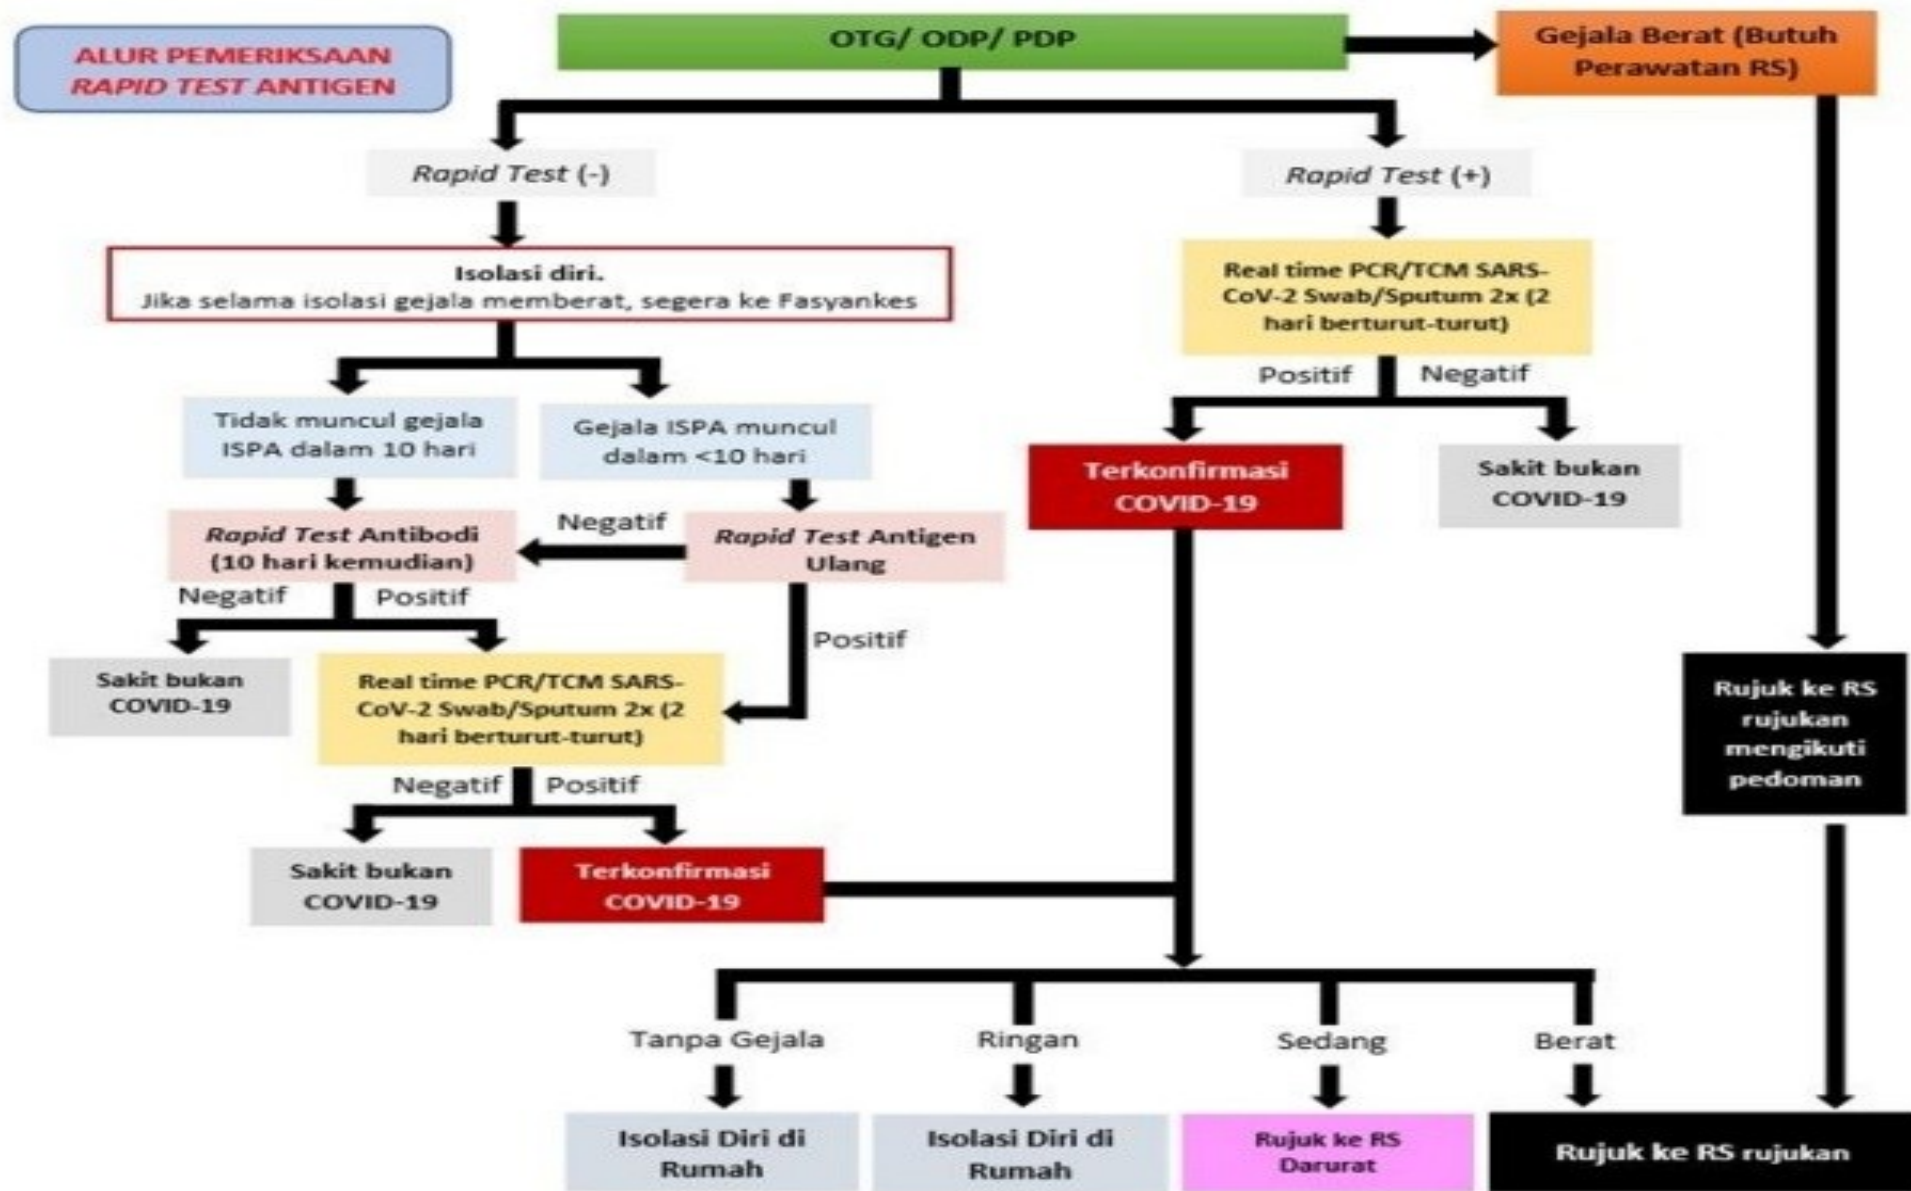 ALUR PEMERIKSAAN
RAPID TEST ANTIGEN
OTG/ ODP/ PDP
Gejala Berat (Butuh
Perawatan RS)
Rapid Test (-)
Rapid Test (+)
Isolasi diri.
Jika selama isolasi gejala memberat, segera ke Fasyankes
Real time PCR/TCM SARS-
CoV-2 Swab/Sputum 2x (2
hari berturut-turut)
Positif
Negatif
Tidak muncul gejala
ISPA dalam 10 hari
Gejala ISPA muncul
dalam <10 hari
Terkonfirmasi
COVID-19
Sakit bukan
COVID-19
Rapid Test Antibodi
(10 hari kemudian)
Negatif
Rapid Test Antigen
Ulang
Negatif
Positif
Positif
Sakit bukan
COVID-19
Real time PCR/TCM SARS-
CoV-2 Swab/Sputum 2x (2
hari berturut-turut)
Rujuk ke RS
rujukan
mengikuti
pedoman
Negatif
Positif
Sakit bukan
COVID-19
Terkonfirmasi
COVID-19
Tanpa Gejala
Ringan
Sedang
Berat
Isolasi Diri di
Rumah
Isolasi Diri di
Rumah
Rujuk ke RS
Darurat
Rujuk ke RS rujukan